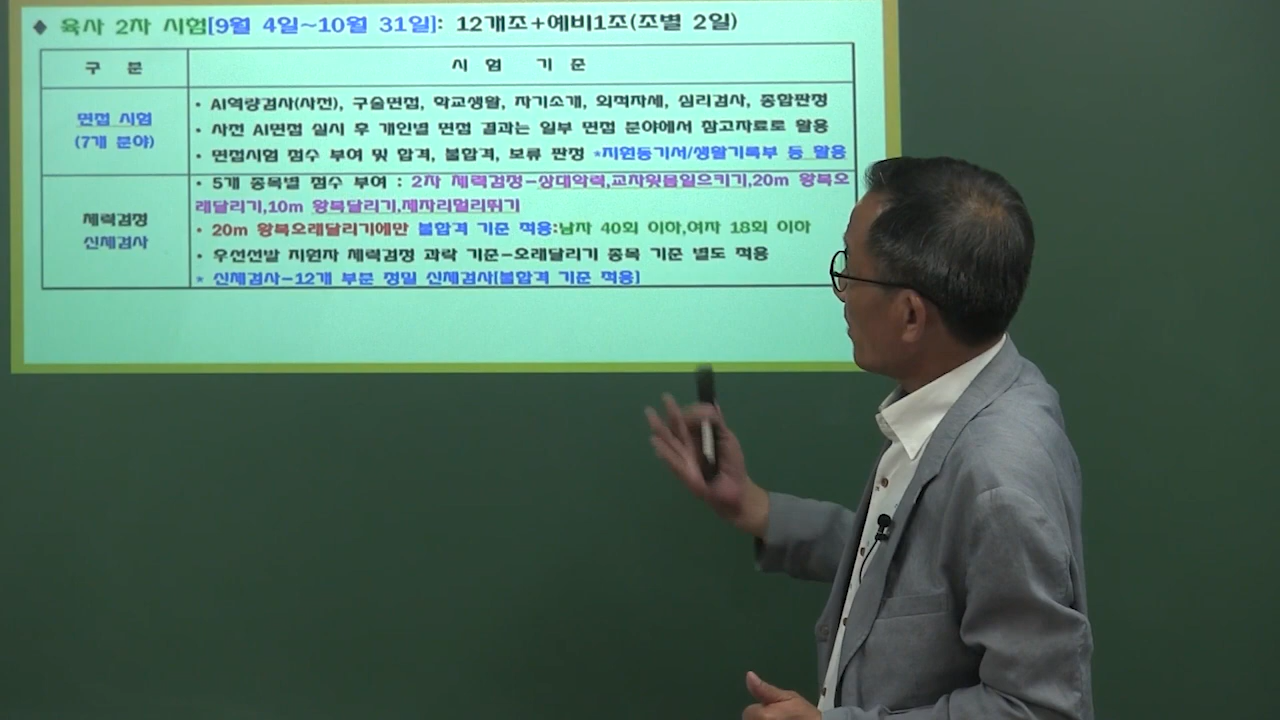 ◆ 육사 2차 시험[9월 4일~10월 31일]: 12개조+예비1조(조별 2일)
구 분
시 험 기 준
면접 시험
(7개 분야)
• AI역량검사(사전), 구술면접, 학교생활, 자기소개, 외적자세, 심리검사, 종합판정
• 사전 AI면접 실시 후 개인별 면접 결과는 일부 면접 분야에서 참고자료로 활용
• 면접시험 점수 부여 및 합격, 불합격, 보류 판정 *지원동기서/생활기록부 등 활용
체력검정
신체검사
• 5개 종목별 점수 부여 : 2차 체력검정-상대악력,교차윗몸일으키기,20m 왕복오
래달리기,10m 왕복달리기,제자리멀리뛰기
• 20m 왕복오래달리기에만 불합격 기준 적용:남자 40회 이하,여자 18회 이하
• 우선선발 지원자 체력검정 과락 기준-오래달리기 종목 기준 별도 적용
* 신체검사-12개 부분 정밀 신체검사[불합격 기준 적용]